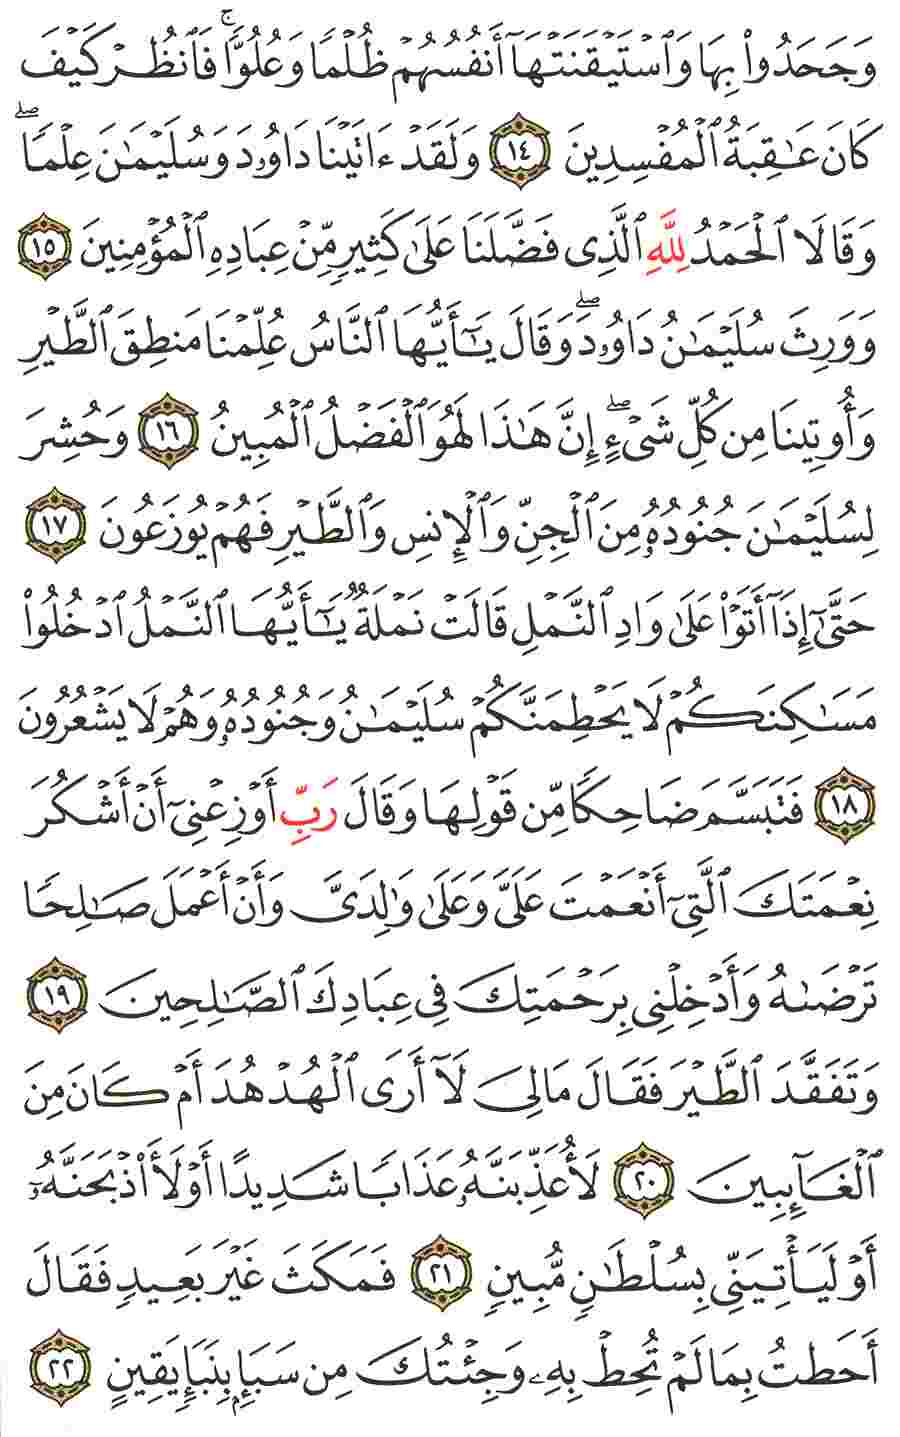 وَجَحَدُوا۟ بِهَا وَٱسْتَيْقَنَتْهَآ أَنفُسُهُمْ ظُلْمًا وَعُلُوًّا ۚ فَٱنظُرْ كَيْفَ
كَانَ عَـٰقِبَةُ ٱلْمُفْسِدِينَ ١٤ وَلَقَدْ ءَاتَيْنَا دَاوُۥدَ وَسُلَيْمَـٰنَ عِلْمًا ۖ
وَقَالَا ٱلْحَمْدُ لِلَّهِ ٱلَّذِى فَضَّلَنَا عَلَىٰ كَثِيرٍ مِّنْ عِبَادِهِ ٱلْمُؤْمِنِينَ ١٥
وَوَرِثَ سُلَيْمَـٰنُ دَاوُۥدَ ۖ وَقَالَ يَـٰٓأَيُّهَا ٱلنَّاسُ عُلِّمْنَا مَنطِقَ ٱلطَّيْرِ
وَأُوتِينَا مِن كُلِّ شَىْءٍ ۖ إِنَّ هَـٰذَا لَهُوَ ٱلْفَضْلُ ٱلْمُبِينُ ١٦ وَحُشِرَ
لِسُلَيْمَـٰنَ جُنُودُهُۥ مِنَ ٱلْجِنِّ وَٱلْإِنسِ وَٱلطَّيْرِ فَهُمْ يُوزَعُونَ ١٧
حَتَّىٰٓ إِذَآ أَتَوْا۟ عَلَىٰ وَادِ ٱلنَّمْلِ قَالَتْ نَمْلَةٌ يَـٰٓأَيُّهَا ٱلنَّمْلُ ٱدْخُلُوا۟
مَسَـٰكِنَكُمْ لَا يَحْطِمَنَّكُمْ سُلَيْمَـٰنُ وَجُنُودُهُۥ وَهُمْ لَا يَشْعُرُونَ
١٨ فَتَبَسَّمَ ضَاحِكًا مِّن قَوْلِهَا وَقَالَ رَبِّ أَوْزِعْنِىٓ أَنْ أَشْكُرَ
نِعْمَتَكَ ٱلَّتِىٓ أَنْعَمْتَ عَلَىَّ وَعَلَىٰ وَٰلِدَىَّ وَأَنْ أَعْمَلَ صَـٰلِحًا
تَرْضَىٰهُ وَأَدْخِلْنِى بِرَحْمَتِكَ فِى عِبَادِكَ ٱلصَّـٰلِحِينَ ١٩
وَتَفَقَّدَ ٱلطَّيْرَ فَقَالَ مَالِىَ لَآ أَرَى ٱلْهُدْهُدَ أَمْ كَانَ مِنَ
ٱلْغَآئِبِينَ ٢٠ لَأُعَذِّبَنَّهُۥ عَذَابًا شَدِيدًا أَوْ لَأَا۟ذْبَحَنَّهُۥٓ
أَوْ لَيَأْتِيَنِّى بِسُلْطَـٰنٍ مُّبِينٍ ٢١ فَمَكَثَ غَيْرَ بَعِيدٍ فَقَالَ
أَحَطتُ بِمَا لَمْ تُحِطْ بِهِۦ وَجِئْتُكَ مِن سَبَإٍۭ بِنَبَإٍ يَقِينٍ ٢٢